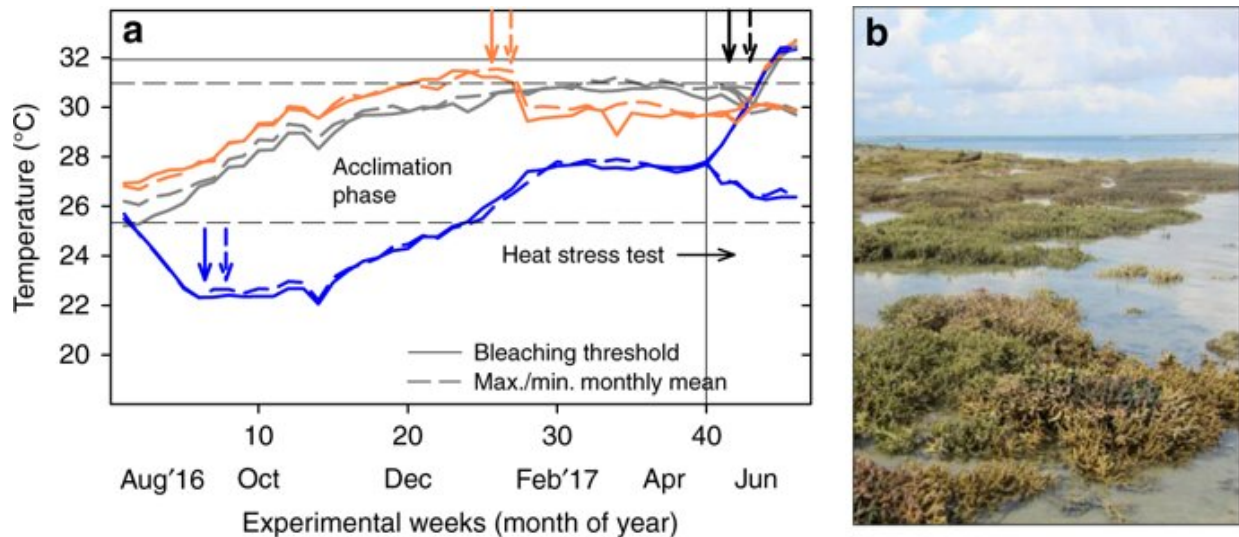 a
b
32
30
28
26
24
22
20
Temperature (°C)
Acclimation
phase
Heat stress test
Bleaching threshold
Max./min. monthly mean
10 20 30 40
Aug'16 Oct Dec Feb'17 Apr Jun
Experimental weeks (month of year)